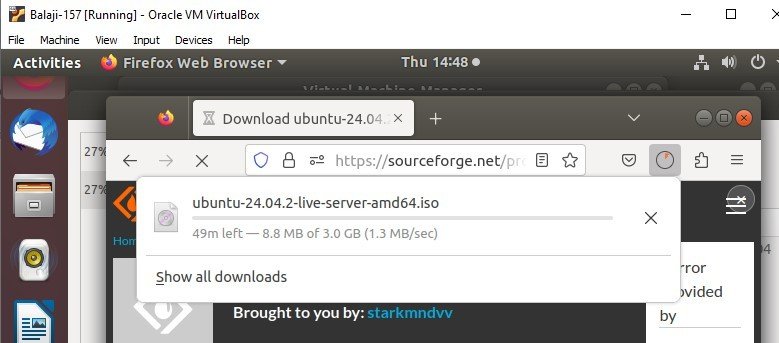 Balaji-157 [Running] - Oracle VM VirtualBox
File Machine View Input Devices Help
Activities Firefox Web Browser Thu 14:48
Virtual Machine Manager
Download ubuntu-24.04.
27%
https://sourceforge.net/pro
27%
ubuntu-24.04.2-live-server-amd64.iso
49m left — 8.8 MB of 3.0 GB (1.3 MB/sec)
Hom
04
Show all downloads
rror
ovided
by
Brought to you by: starkmndvv